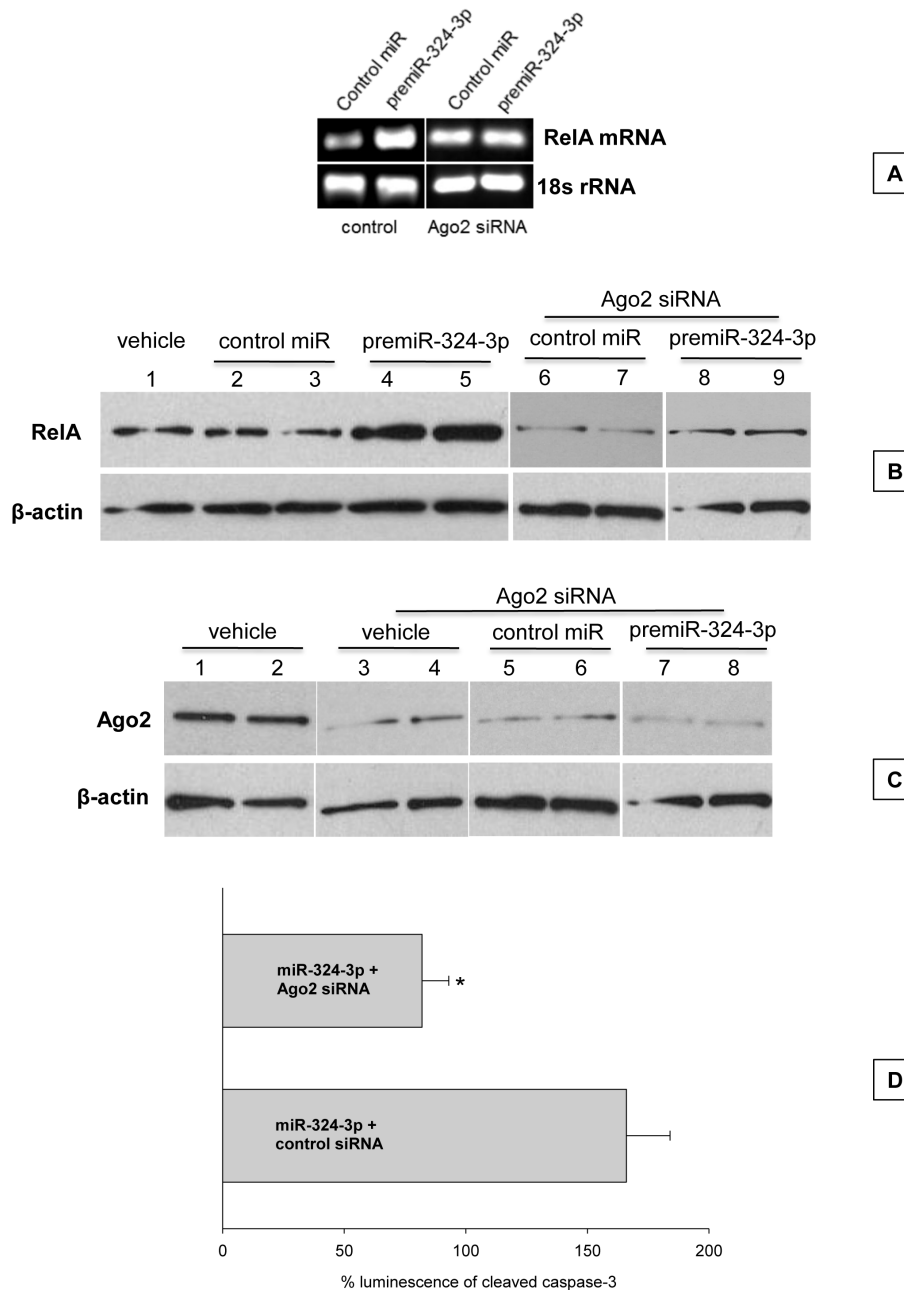 Control miR
premiR-324-3p
Control miR
premiR-324-3p
RelA mRNA
18s rRNA
control
Ago2 siRNA
A
Ago2 siRNA
vehicle
control miR
premiR-324-3p
control miR
premiR-324-3p
1 2 3 4 5 6 7 8 9
RelA
B
β-actin
Ago2 siRNA
vehicle
vehicle
control miR
premiR-324-3p
1 2 3 4 5 6 7 8
Ago2
C
β-actin
miR-324-3p +
Ago2 siRNA
*
D
miR-324-3p +
control siRNA
0 50 100 150 200
% luminescence of cleaved caspase-3